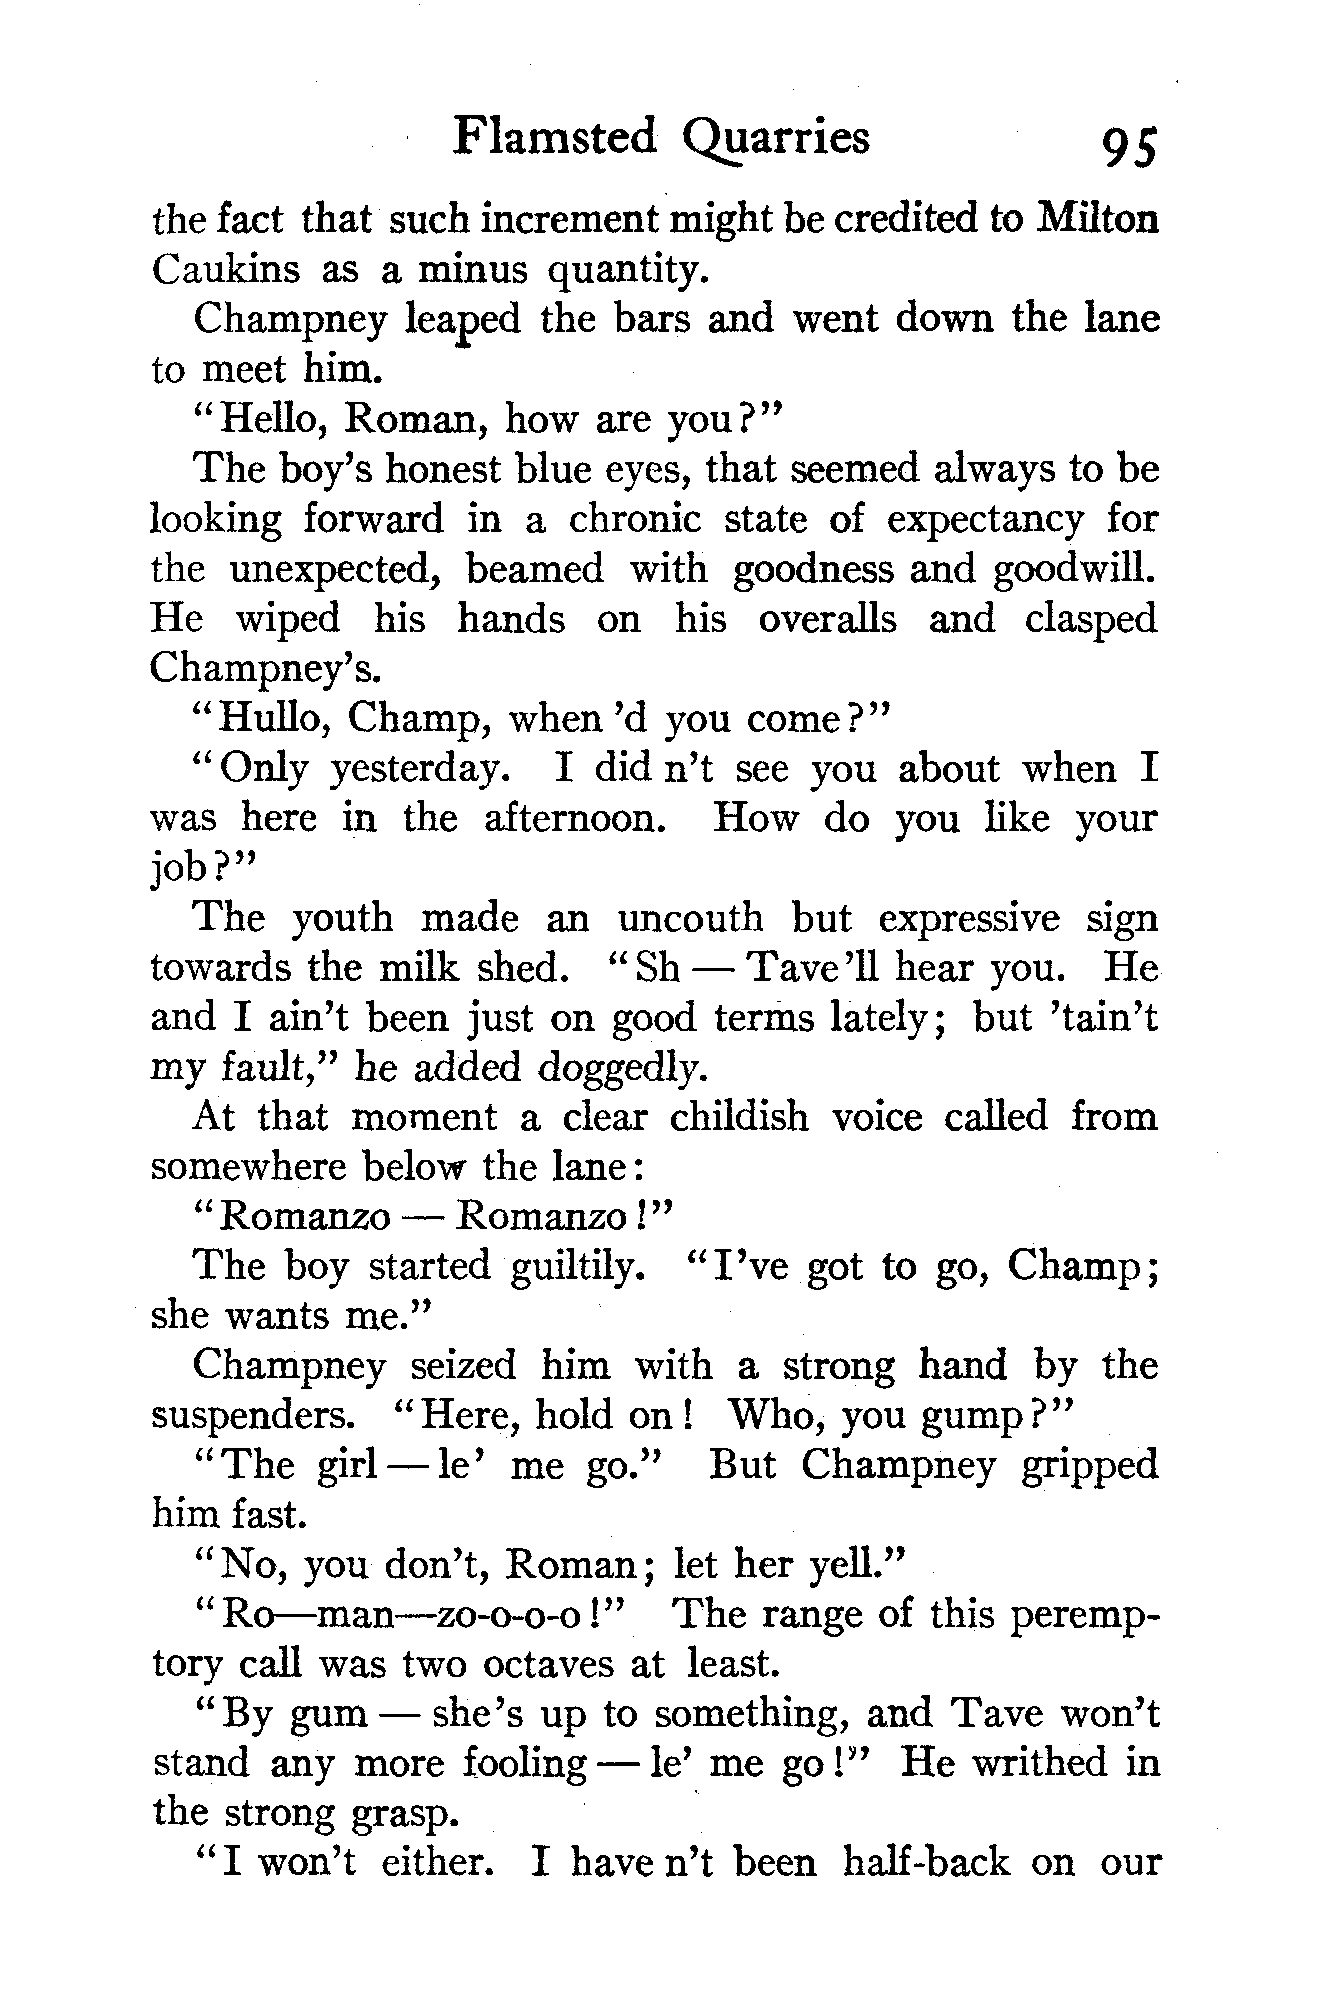 Flamsted Quarries 95
the fact that such increment might be credited to Milton
Caukins as a minus quantity.
Champney leaped the bars and went down the lane
to meet him.
“Hello, Roman, how are you?”
The boy’s honest blue eyes, that seemed always to be
looking forward in a chronic state of expectancy for
the unexpected, beamed with goodness and goodwill.
He wiped his hands on his overalls and clasped
Champney’s.
“Hullo, Champ, when ’d you come?”
“Only yesterday. I did n’t see you about when I
was here in the afternoon. How do you like your
job?”
The youth made an uncouth but expressive sign
towards the milk shed. “Sh — Tave ’ll hear you. He
and I ain’t been just on good terms lately; but ’tain’t
my fault,” he added doggedly.
At that moment a clear childish voice called from
somewhere below the lane:
“Romanzo — Romanzo!”
The boy started guiltily. “I’ve got to go, Champ;
she wants me.”
Champney seized him with a strong hand by the
suspenders. “Here, hold on! Who, you gump?”
“The girl — le’ me go.” But Champney gripped
him fast.
“No, you don’t, Roman; let her yell.”
“Ro—man—zo-o-o-o!” The range of this peremp-
tory call was two octaves at least.
“By gum — she’s up to something, and Tave won’t
stand any more fooling — le’ me go!” He writhed in
the strong grasp.
“I won’t either. I have n’t been half-back on our